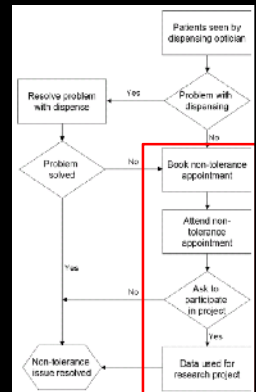 Patients seen by
dispensing optician
Resolve problem
with dispense
Yes
Problem with
dispensing
No
Problem
solved
No
Book non-tolerance
appointment
Attend non-
tolerance
appointment
Yes
No
Ask to
participate
in project
Yes
Non-tolerance
issue resolved
Data used for
research project